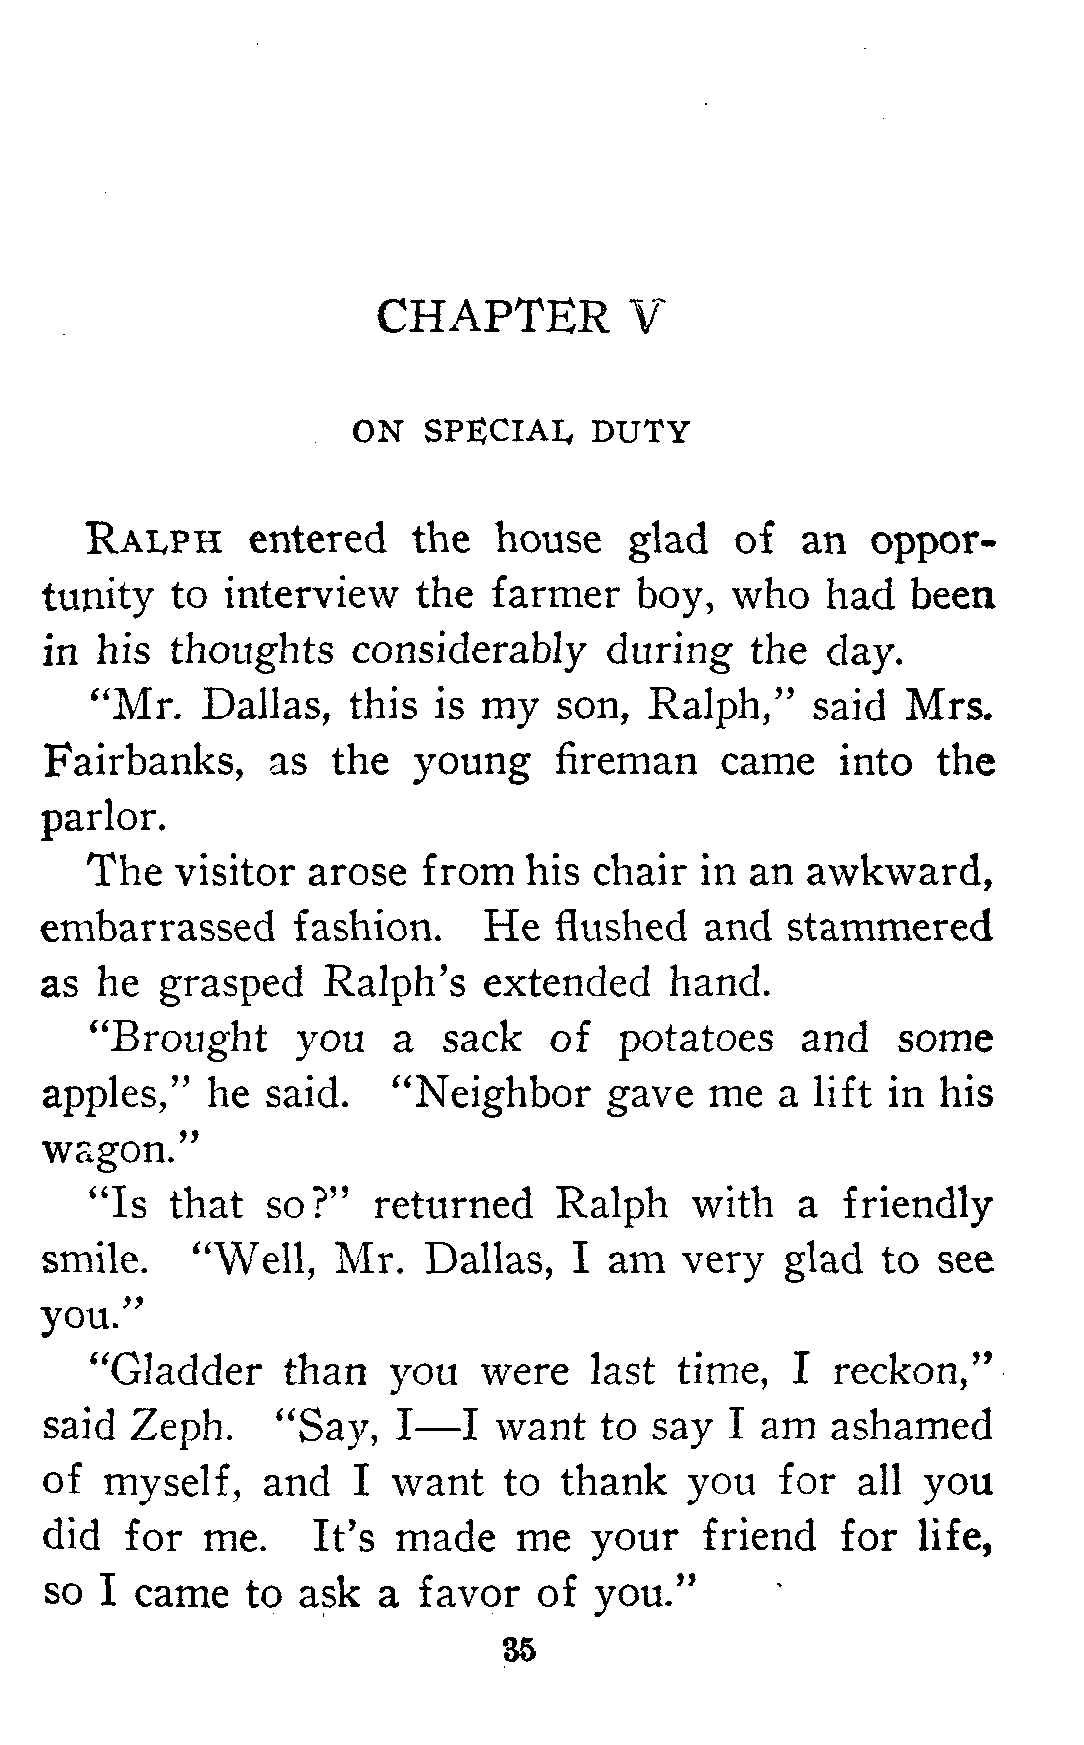 CHAPTER V
ON SPECIAL DUTY
RALPH entered the house glad of an oppor-
tunity to interview the farmer boy, who had been
in his thoughts considerably during the day.
“Mr. Dallas, this is my son, Ralph,” said Mrs.
Fairbanks, as the young fireman came into the
parlor.
The visitor arose from his chair in an awkward,
embarrassed fashion. He flushed and stammered
as he grasped Ralph’s extended hand.
“Brought you a sack of potatoes and some
apples,” he said. “Neighbor gave me a lift in his
wagon.”
“Is that so?” returned Ralph with a friendly
smile. “Well, Mr. Dallas, I am very glad to see
you.”
“Gladder than you were last time, I reckon,”
said Zeph. “Say, I—I want to say I am ashamed
of myself, and I want to thank you for all you
did for me. It’s made me your friend for life,
so I came to ask a favor of you.”
35